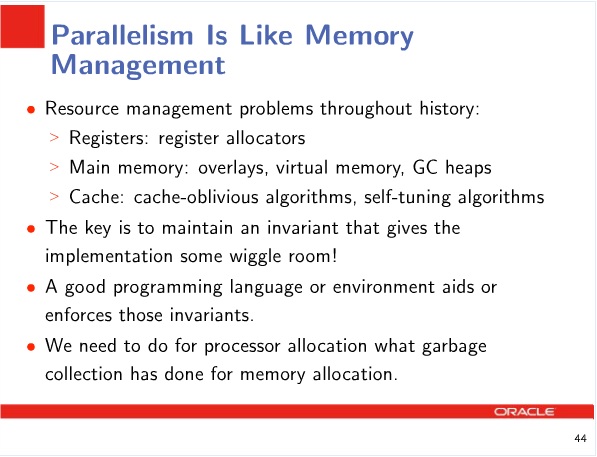 Parallelism Is Like Memory
Management
• Resource management problems throughout history:
> Registers: register allocators
> Main memory: overlays, virtual memory, GC heaps
> Cache: cache-oblivious algorithms, self-tuning algorithms
• The key is to maintain an invariant that gives the
implementation some wiggle room!
• A good programming language or environment aids or
enforces those invariants.
• We need to do for processor allocation what garbage
collection has done for memory allocation.
ORACLE
44